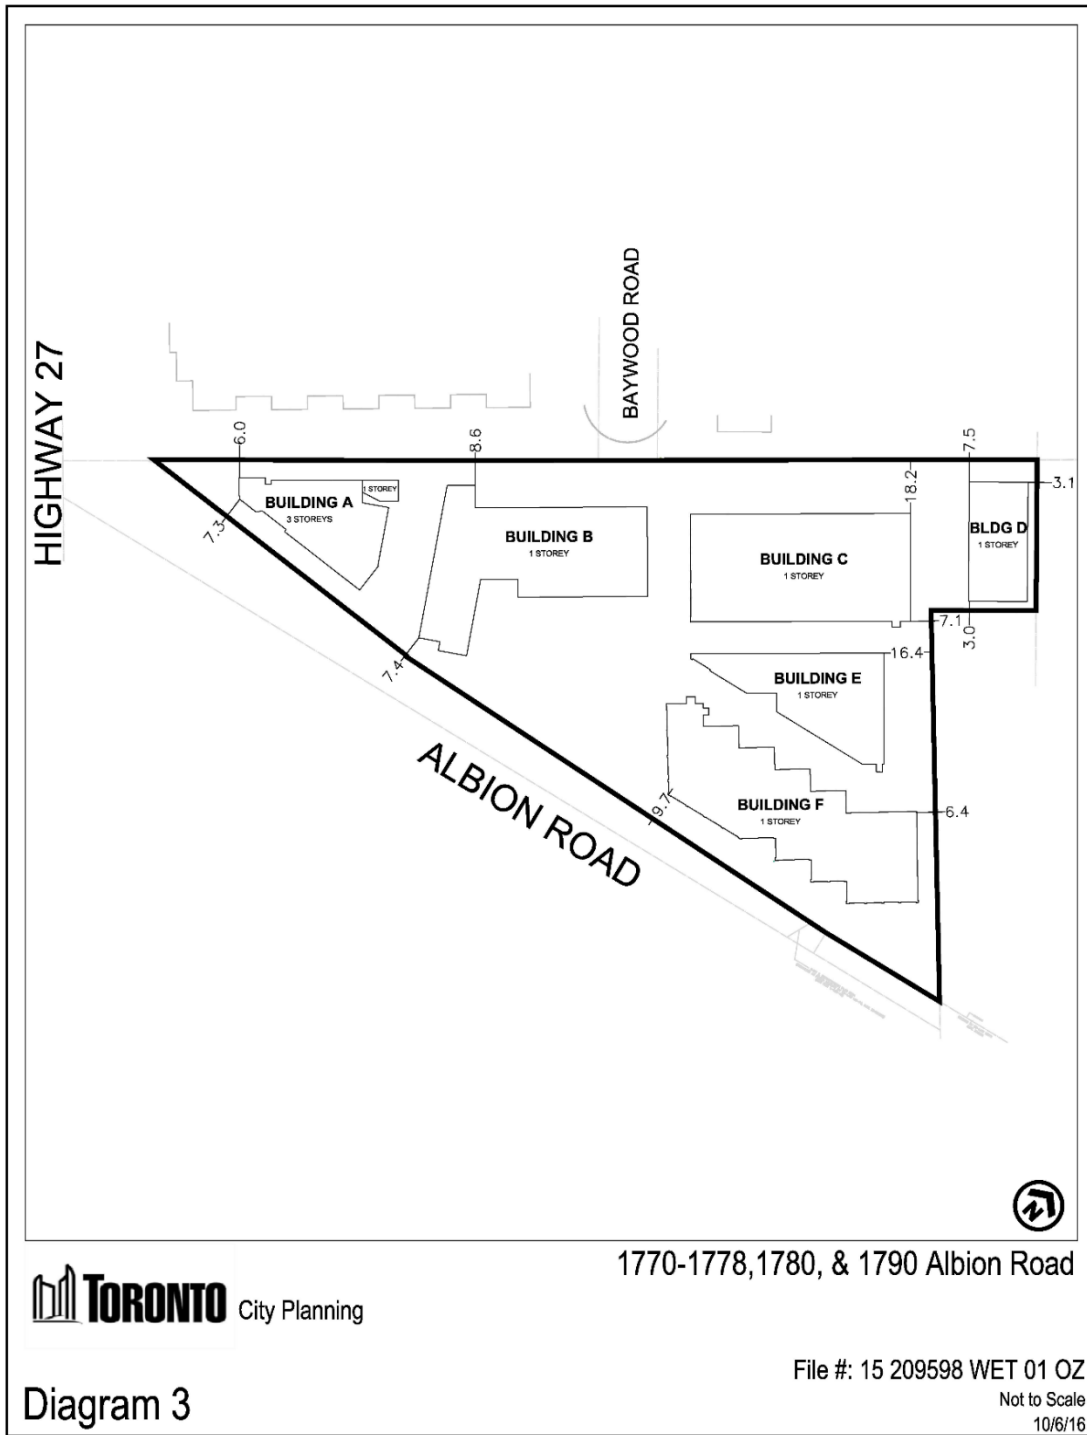 BAYWOOD ROAD
HIGHWAY 27
6.0
8.6
7.5
18.2
3.1
1 STOREY
BUILDING A
3 STOREYS
7.3
BUILDING B
1 STOREY
BUILDING C
1 STOREY
BLDG D
1 STOREY
7.1
3.0
16.4
7.4
BUILDING E
1 STOREY
ALBION ROAD
9.7
BUILDING F
1 STOREY
6.4
N
1770-1778,1780, & 1790 Albion Road
TORONTO City Planning
File #: 15 209598 WET 01 OZ
Diagram 3
Not to Scale
10/6/16